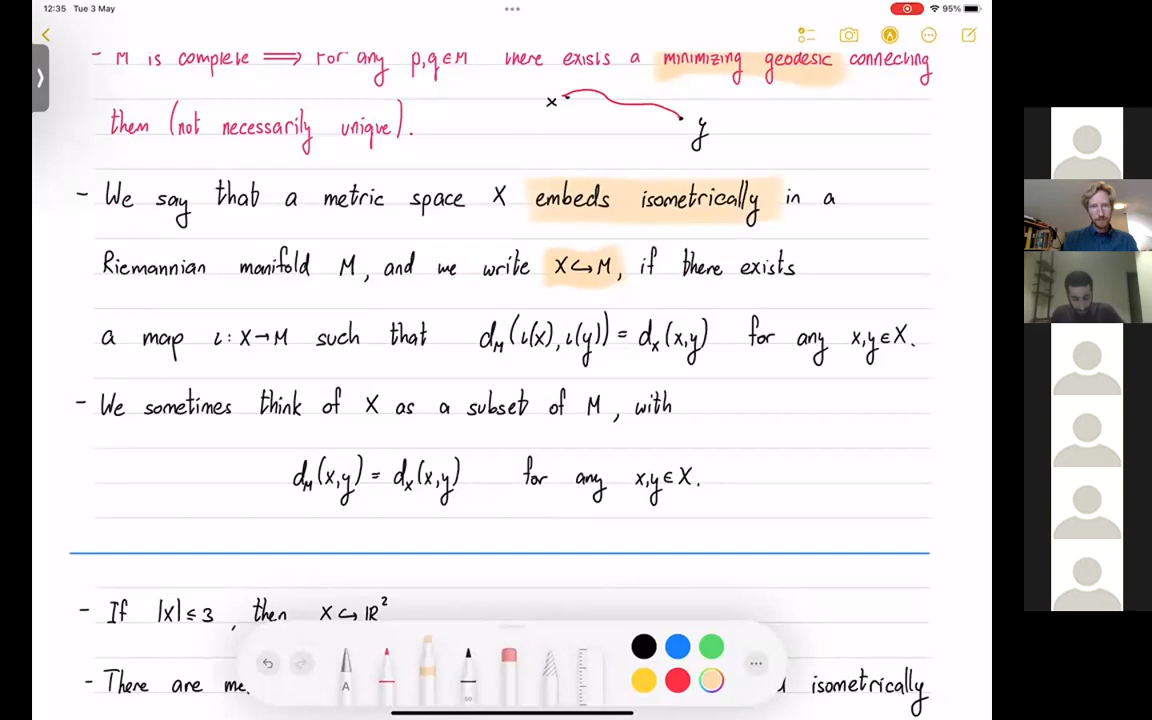 12:35 Tue 3 May
95%
- M is complete ⟹ For any p,q∈M there exists a minimizing geodesic connecting
them (not necessarily unique).
x
y
- We say that a metric space X embeds isometrically in a
Riemannian manifold M, and we write X↪M, if there exists
a map ι: X→M such that d_M(ι(x), ι(y)) = d_X(x,y) for any x,y∈X.
- We sometimes think of X as a subset of M, with
d_M(x,y) = d_X(x,y) for any x,y∈X.
- If |X|≤3, then X↪ℝ²
- There are me
isometrically
A